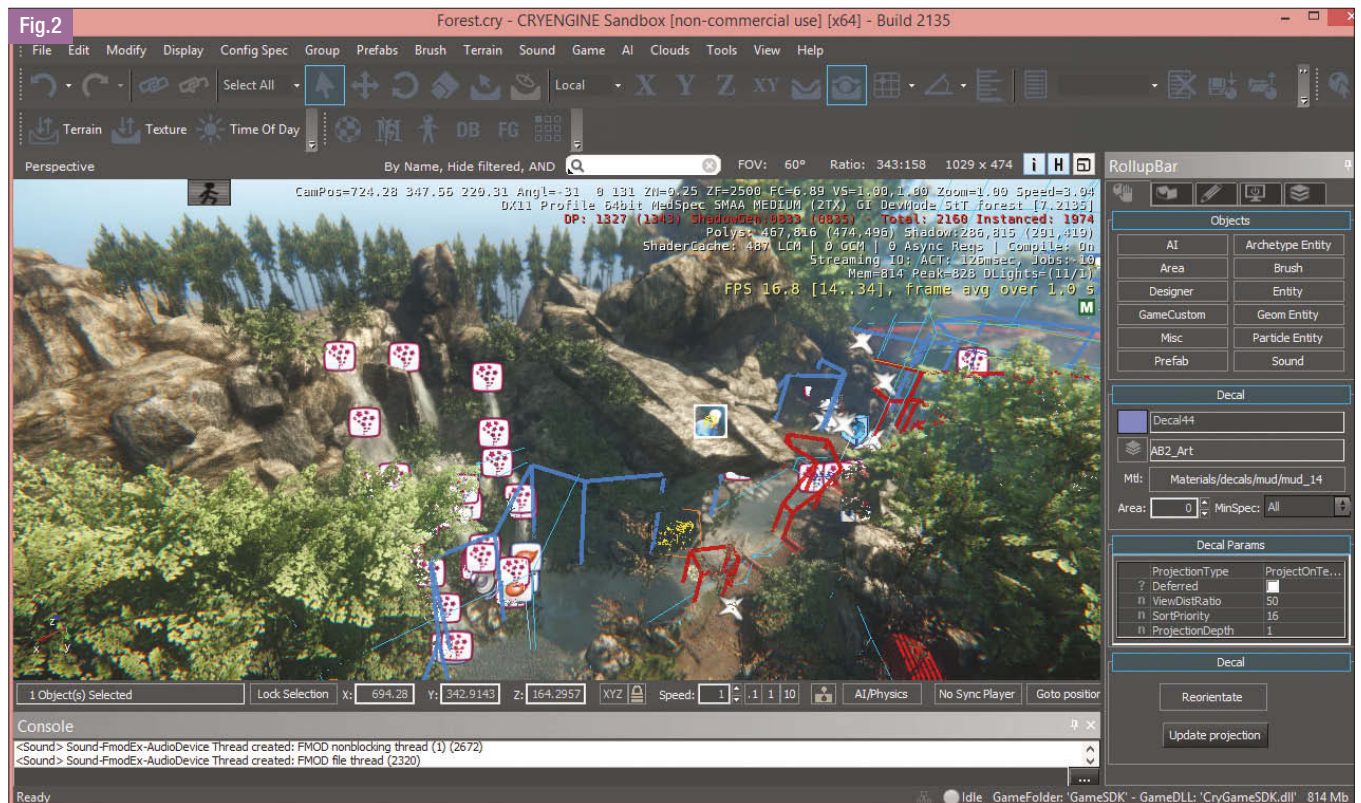 Fig.2
Forest.cry - CRYENGINE Sandbox [non-commercial use] [x64] - Build 2135
File Edit Modify Display Config Spec Group Prefabs Brush Terrain Sound Game AI Clouds Tools View Help
Select All Local X Y Z XY
Terrain Texture Time Of Day DB FG
Perspective By Name, Hide filtered, AND FOV: 60° Ratio: 343:158 1029 x 474 i H
CamPos=724.28 347.56 220.31 Angl=-31 0 131 ZN=0.25 ZF=2500 FC=6.89 VS=1.00,1.00 Zoom=1.00 Speed=3.04
DX11 Profile 64bit MedSpec SMAA MEDIUM (2TX) GI DevMode StT forest [7.2135]
DP: 1327 (1343) ShadowGen:0833 (0835) - Total: 2160 Instanced: 1974
Polys: 467,816 (474,496) Shadow:286,815 (291,419)
ShaderCache: 487 LCM | 0 GCM | 0 Async Reqs | Compile: On
Streaming IO: ACT: 126msec, Jobs:-10
Mem=814 Peak=828 DLights=(11/1)
FPS 16.8 [14..34], frame avg over 1.0 s
M
z
x y
RollupBar
Objects
AI Archetype Entity
Area Brush
Designer Entity
GameCustom Geom Entity
Misc Particle Entity
Prefab Sound
Decal
Decal44
AB2_Art
Mtl: Materials/decals/mud/mud_14
Area: 0 MinSpec: All
Decal Params
ProjectionType ProjectOnTe...
? Deferred
n ViewDistRatio 50
n SortPriority 16
n ProjectionDepth 1
Decal
Reorientate
Update projection
1 Object(s) Selected Lock Selection X: 694.28 Y: 342.9143 Z: 164.2957 XYZ Speed: 1 .1 1 10 AI/Physics No Sync Player Goto position
Console
<Sound> Sound-FmodEx-AudioDevice Thread created: FMOD nonblocking thread (1) (2672)
<Sound> Sound-FmodEx-AudioDevice Thread created: FMOD file thread (2320)
...
Ready Idle GameFolder: 'GameSDK' - GameDLL: 'CryGameSDK.dll' 814 Mb